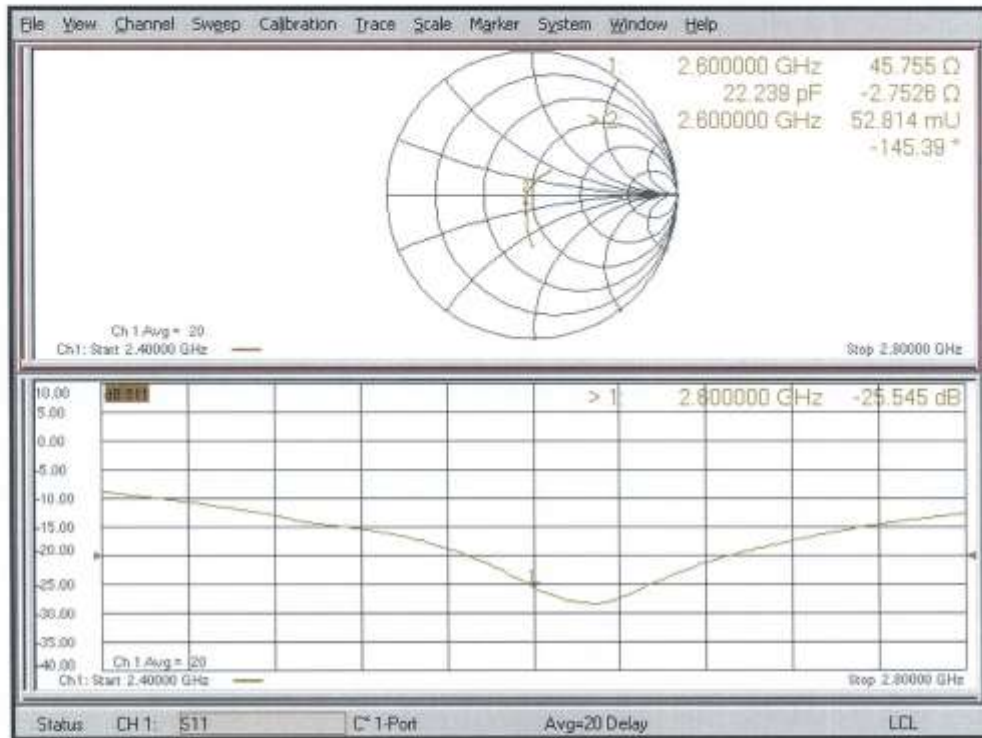 File View Channel Sweep Calibration Trace Scale Marker System Window Help
1 2.600000 GHz 45.755 Ω
22.239 pF -2.7526 Ω
> 2 2.600000 GHz 52.814 mU
-145.39 °
Ch 1 Avg = 20
Ch1: Start 2.40000 GHz
Stop 2.80000 GHz
10.00
> 1 2.600000 GHz -25.545 dB
5.00
0.00
-5.00
-10.00
-15.00
-20.00
-25.00
-30.00
-35.00
-40.00
Ch 1 Avg = 20
Ch1: Start 2.40000 GHz
Stop 2.80000 GHz
Status CH 1: S11 C* 1-Port Avg=20 Delay LCL